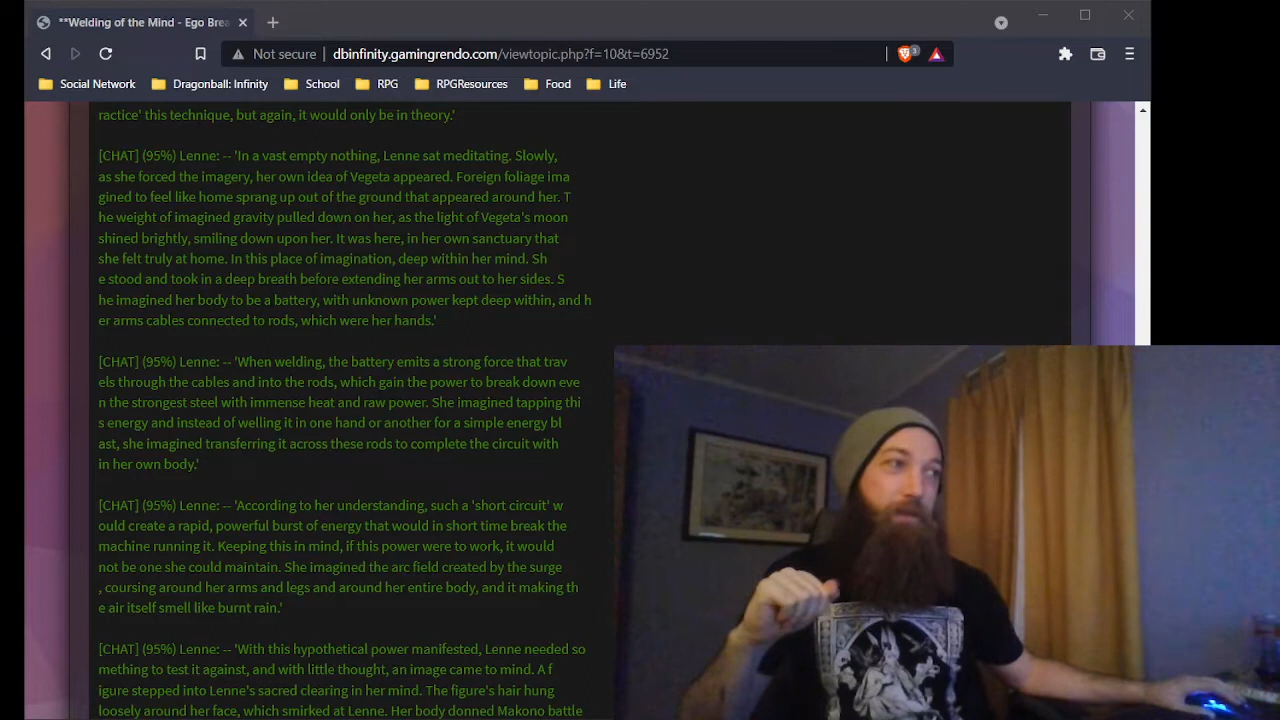 **Welding of the Mind - Ego Brea
Not secure
dbinfinity.gamingrendo.com/viewtopic.php?f=10&t=6952
3
Social Network
Dragonball: Infinity
School
RPG
RPGResources
Food
Life
ractice' this technique, but again, it would only be in theory.'
[CHAT] (95%) Lenne: -- 'In a vast empty nothing, Lenne sat meditating. Slowly,
as she forced the imagery, her own idea of Vegeta appeared. Foreign foliage ima
gined to feel like home sprang up out of the ground that appeared around her. T
he weight of imagined gravity pulled down on her, as the light of Vegeta's moon
shined brightly, smiling down upon her. It was here, in her own sanctuary that
she felt truly at home. In this place of imagination, deep within her mind. Sh
e stood and took in a deep breath before extending her arms out to her sides. S
he imagined her body to be a battery, with unknown power kept deep within, and h
er arms cables connected to rods, which were her hands.'
[CHAT] (95%) Lenne: -- 'When welding, the battery emits a strong force that trav
els through the cables and into the rods, which gain the power to break down eve
n the strongest steel with immense heat and raw power. She imagined tapping thi
s energy and instead of welling it in one hand or another for a simple energy bl
ast, she imagined transferring it across these rods to complete the circuit with
in her own body.'
[CHAT] (95%) Lenne: -- 'According to her understanding, such a 'short circuit' w
ould create a rapid, powerful burst of energy that would in short time break the
machine running it. Keeping this in mind, if this power were to work, it would
not be one she could maintain. She imagined the arc field created by the surge
, coursing around her arms and legs and around her entire body, and it making th
e air itself smell like burnt rain.'
[CHAT] (95%) Lenne: -- 'With this hypothetical power manifested, Lenne needed so
mething to test it against, and with little thought, an image came to mind. A f
igure stepped into Lenne's sacred clearing in her mind. The figure's hair hung
loosely around her face, which smirked at Lenne. Her body donned Makono battle